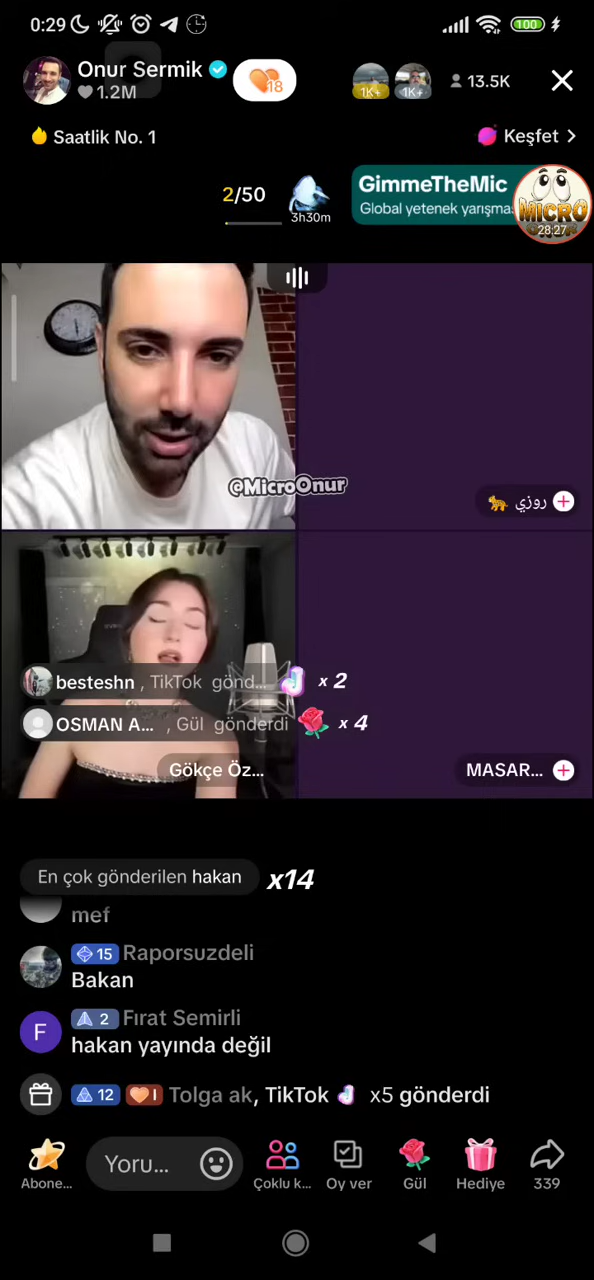 0:29
100
Onur Sermik
1.2M
18
1K+
1K+
13.5K
Saatlik No. 1
Keşfet
2/50
3h30m
GimmeTheMic
Global yetenek yarışmas
MiCRO
28:27
@MicroOnur
روزي
besteshn , TikTok gönd... x 2
OSMAN A... , Gül gönderdi x 4
Gökçe Öz...
MASAR...
En çok gönderilen hakan x14
mef
15 Raporsuzdeli
Bakan
F
2 Fırat Semirli
hakan yayında değil
12 I Tolga ak, TikTok x5 gönderdi
Yoru...
Abone...
Çoklu k...
Oy ver
Gül
Hediye
339